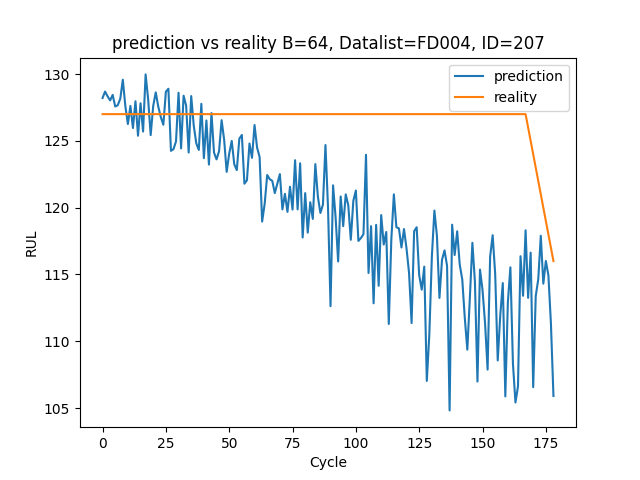 prediction vs reality B=64, Datalist=FD004, ID=207
prediction
reality
130
125
120
115
110
105
RUL
0 25 50 75 100 125 150 175
Cycle